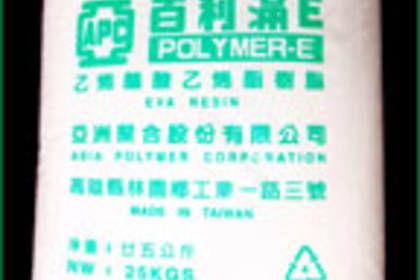 APC
百利滿E
POLYMER-E
乙烯醋酸乙烯脂樹脂
EVA RESIN
亞洲聚合股份有限公司
ASIA POLYMER CORPORATION
高雄縣林園鄉工業一路三號
MADE IN TAIWAN
淨重:廿五公斤
NW : 25KGS